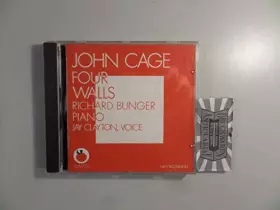 JOHN CAGE
FOUR
WALLS
RICHARD BUNGER
PIANO
JAY CLAYTON, VOICE